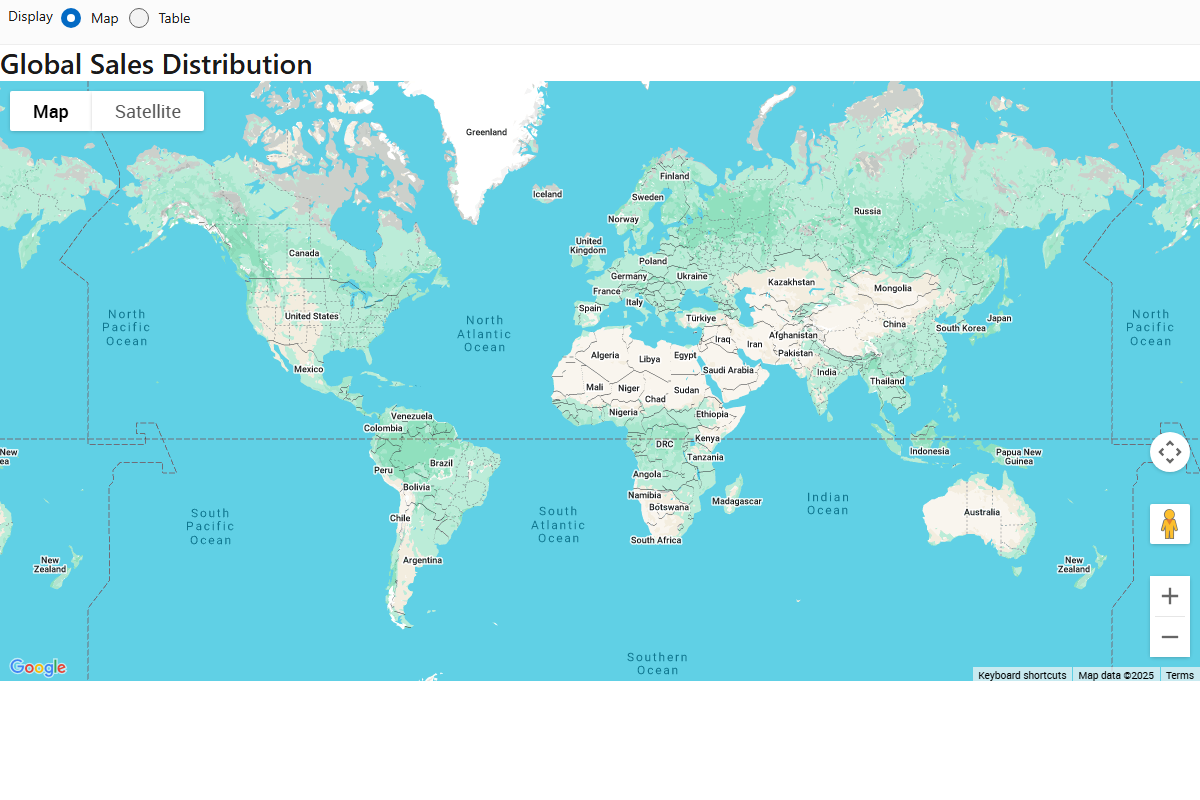 Display Map Table
Global Sales Distribution
Map Satellite
Greenland
Iceland
Finland
Sweden
Norway
Russia
United
Kingdom
Canada
Poland
Germany
Ukraine
France
Kazakhstan
Mongolia
Italy
Spain
United States
Türkiye
China
Japan
South Korea
North
Pacific
Ocean
North
Atlantic
Ocean
North
Pacific
Ocean
Afghanistan
Iraq
Iran
Pakistan
Algeria
Libya
Egypt
Mexico
Saudi Arabia
India
Thailand
Mali
Niger
Sudan
Chad
Nigeria
Ethiopia
Venezuela
Colombia
Kenya
DRC
Tanzania
Indonesia
Papua New
Guinea
New
ea
Peru
Brazil
Bolivia
Angola
Namibia
Botswana
Madagascar
Indian
Ocean
Australia
South
Pacific
Ocean
South
Atlantic
Ocean
Chile
South Africa
Argentina
New
Zealand
New
Zealand
Southern
Ocean
Google
Keyboard shortcuts Map data ©2025 Terms